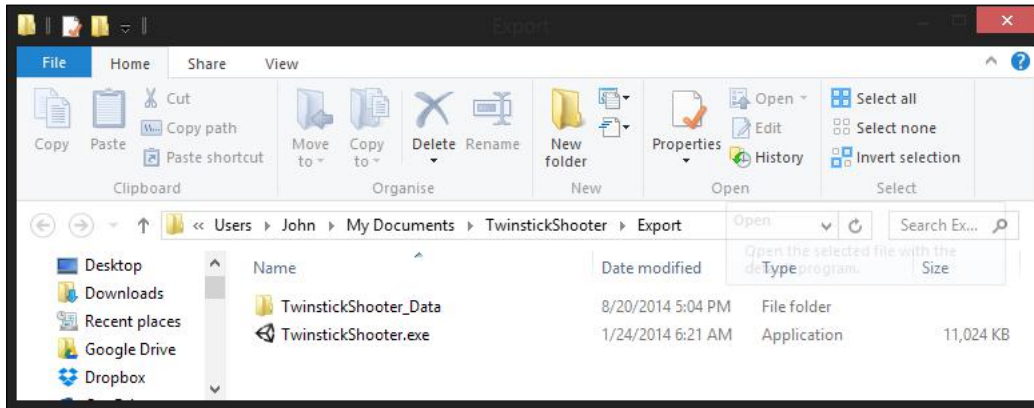 Export
File Home Share View
Copy
Paste
Cut
Copy path
Paste shortcut
Clipboard
Move to
Copy to
Delete
Rename
Organise
New folder
New
Properties
Open
Edit
History
Open
Select all
Select none
Invert selection
Select
« Users John My Documents TwinstickShooter Export
Search Ex...
Open
Open the selected file with the
default program.
Name Date modified Type Size
Desktop
Downloads
Recent places
Google Drive
Dropbox
TwinstickShooter_Data 8/20/2014 5:04 PM File folder
TwinstickShooter.exe 1/24/2014 6:21 AM Application 11,024 KB